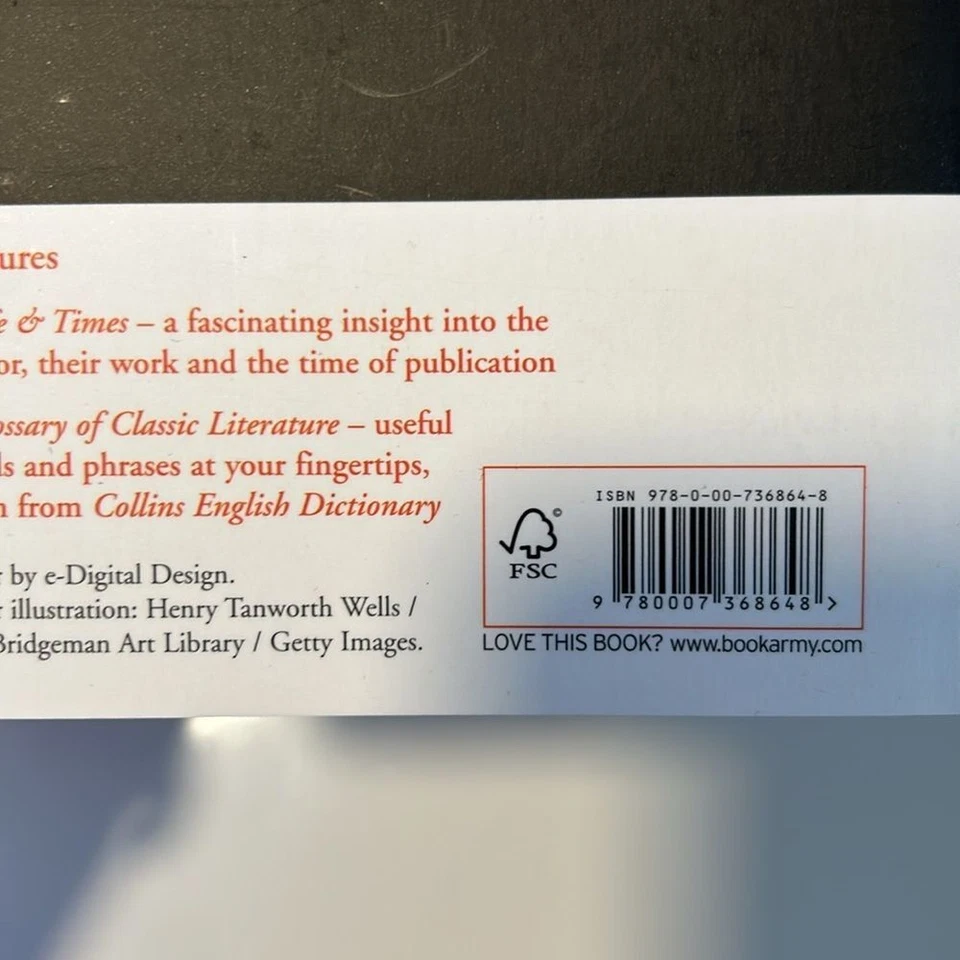 ures
e & Times – a fascinating insight into the
or, their work and the time of publication
ossary of Classic Literature – useful
ds and phrases at your fingertips,
n from Collins English Dictionary
r by e-Digital Design.
r illustration: Henry Tanworth Wells /
Bridgeman Art Library / Getty Images.
ISBN 978-0-00-736864-8
©
FSC
9 780007 368648 >
LOVE THIS BOOK? www.bookarmy.com